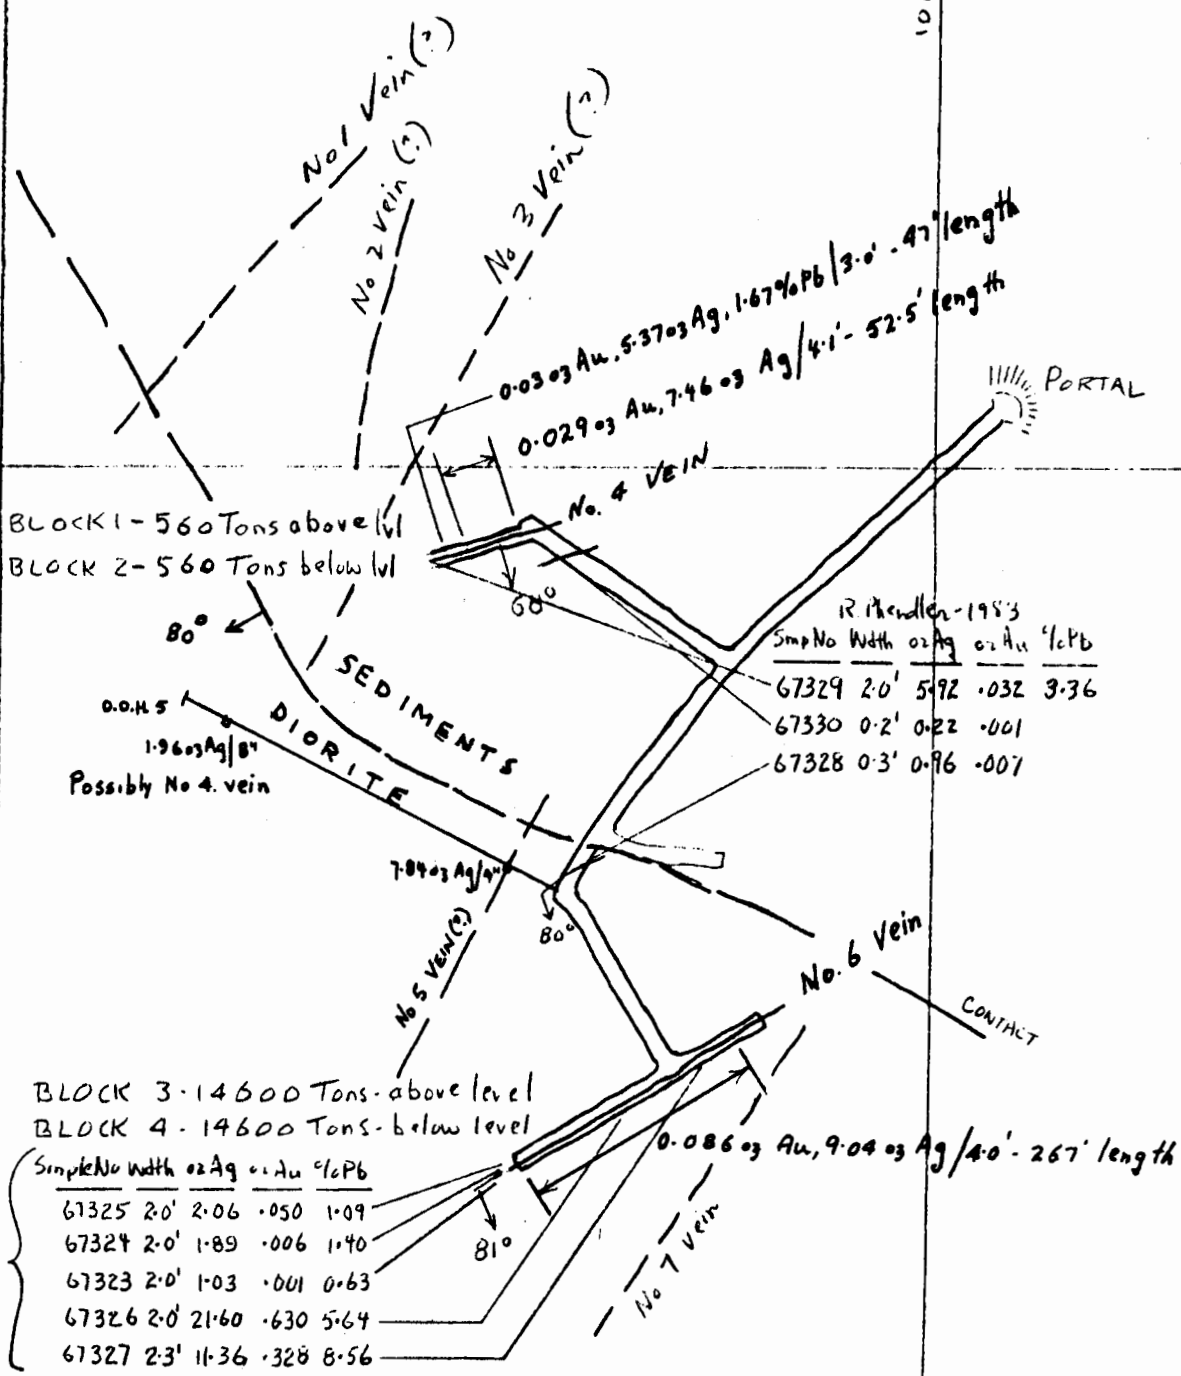 10
No 1 Vein (?)
No 2 Vein (?)
No 3 Vein (?)
0.03 oz Au, 5.37 oz Ag, 1.67% Pb / 3.0' - 47' length
0.029 oz Au, 7.46 oz Ag / 4.1' - 52.5' length
PORTAL
No. 4 VEIN
BLOCK 1 - 560 Tons above lvl
BLOCK 2 - 560 Tons below lvl
60°
80°
R. Phendler - 1983
Smp No Wdth oz Ag oz Au % Pb
67329 2.0' 5.92 .032 3.36
67330 0.2' 0.22 .001
67328 0.3' 0.96 .007
SEDIMENTS
DIORITE
D.D.H. 5
1.96 oz Ag / 8"
Possibly No 4. vein
7.84 oz Ag / 4"
80°
No 5 VEIN (?)
No. 6 Vein
CONTACT
BLOCK 3 - 14600 Tons - above level
BLOCK 4 - 14600 Tons - below level
0.086 oz Au, 9.04 oz Ag / 4.0' - 267' length
Smple No Wdth oz Ag oz Au % Pb
67325 2.0' 2.06 .050 1.09
67324 2.0' 1.89 .006 1.40
67323 2.0' 1.03 .001 0.63
67326 2.0' 21.60 .630 5.64
67327 2.3' 11.36 .328 8.56
81°
No 7 Vein